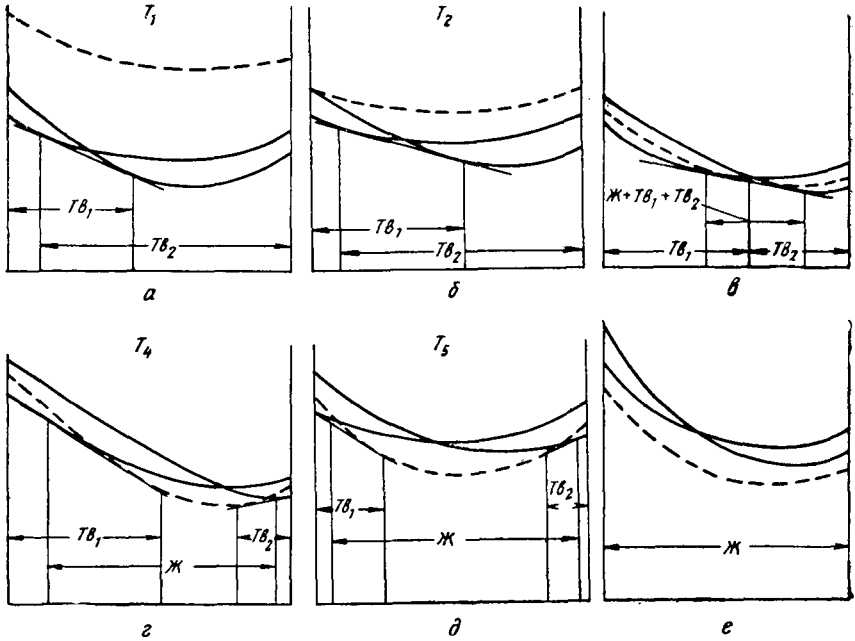 T₁
T₂
Тв₁
Тв₂
Тв₁
Тв₂
Ж+Тв₁+Тв₂
Тв₁
Тв₂
а
б
в
T₄
T₅
Тв₁
Тв₂
Ж
Тв₁
Тв₂
Ж
Ж
г
д
е